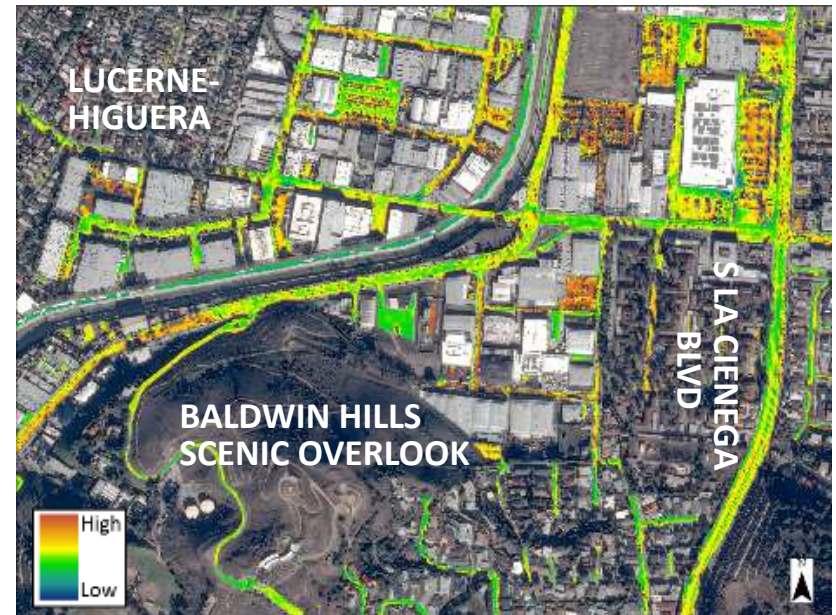 LUCERNE-
HIGUERA
S LA CIENEGA
BLVD
BALDWIN HILLS
SCENIC OVERLOOK
High
Low
N